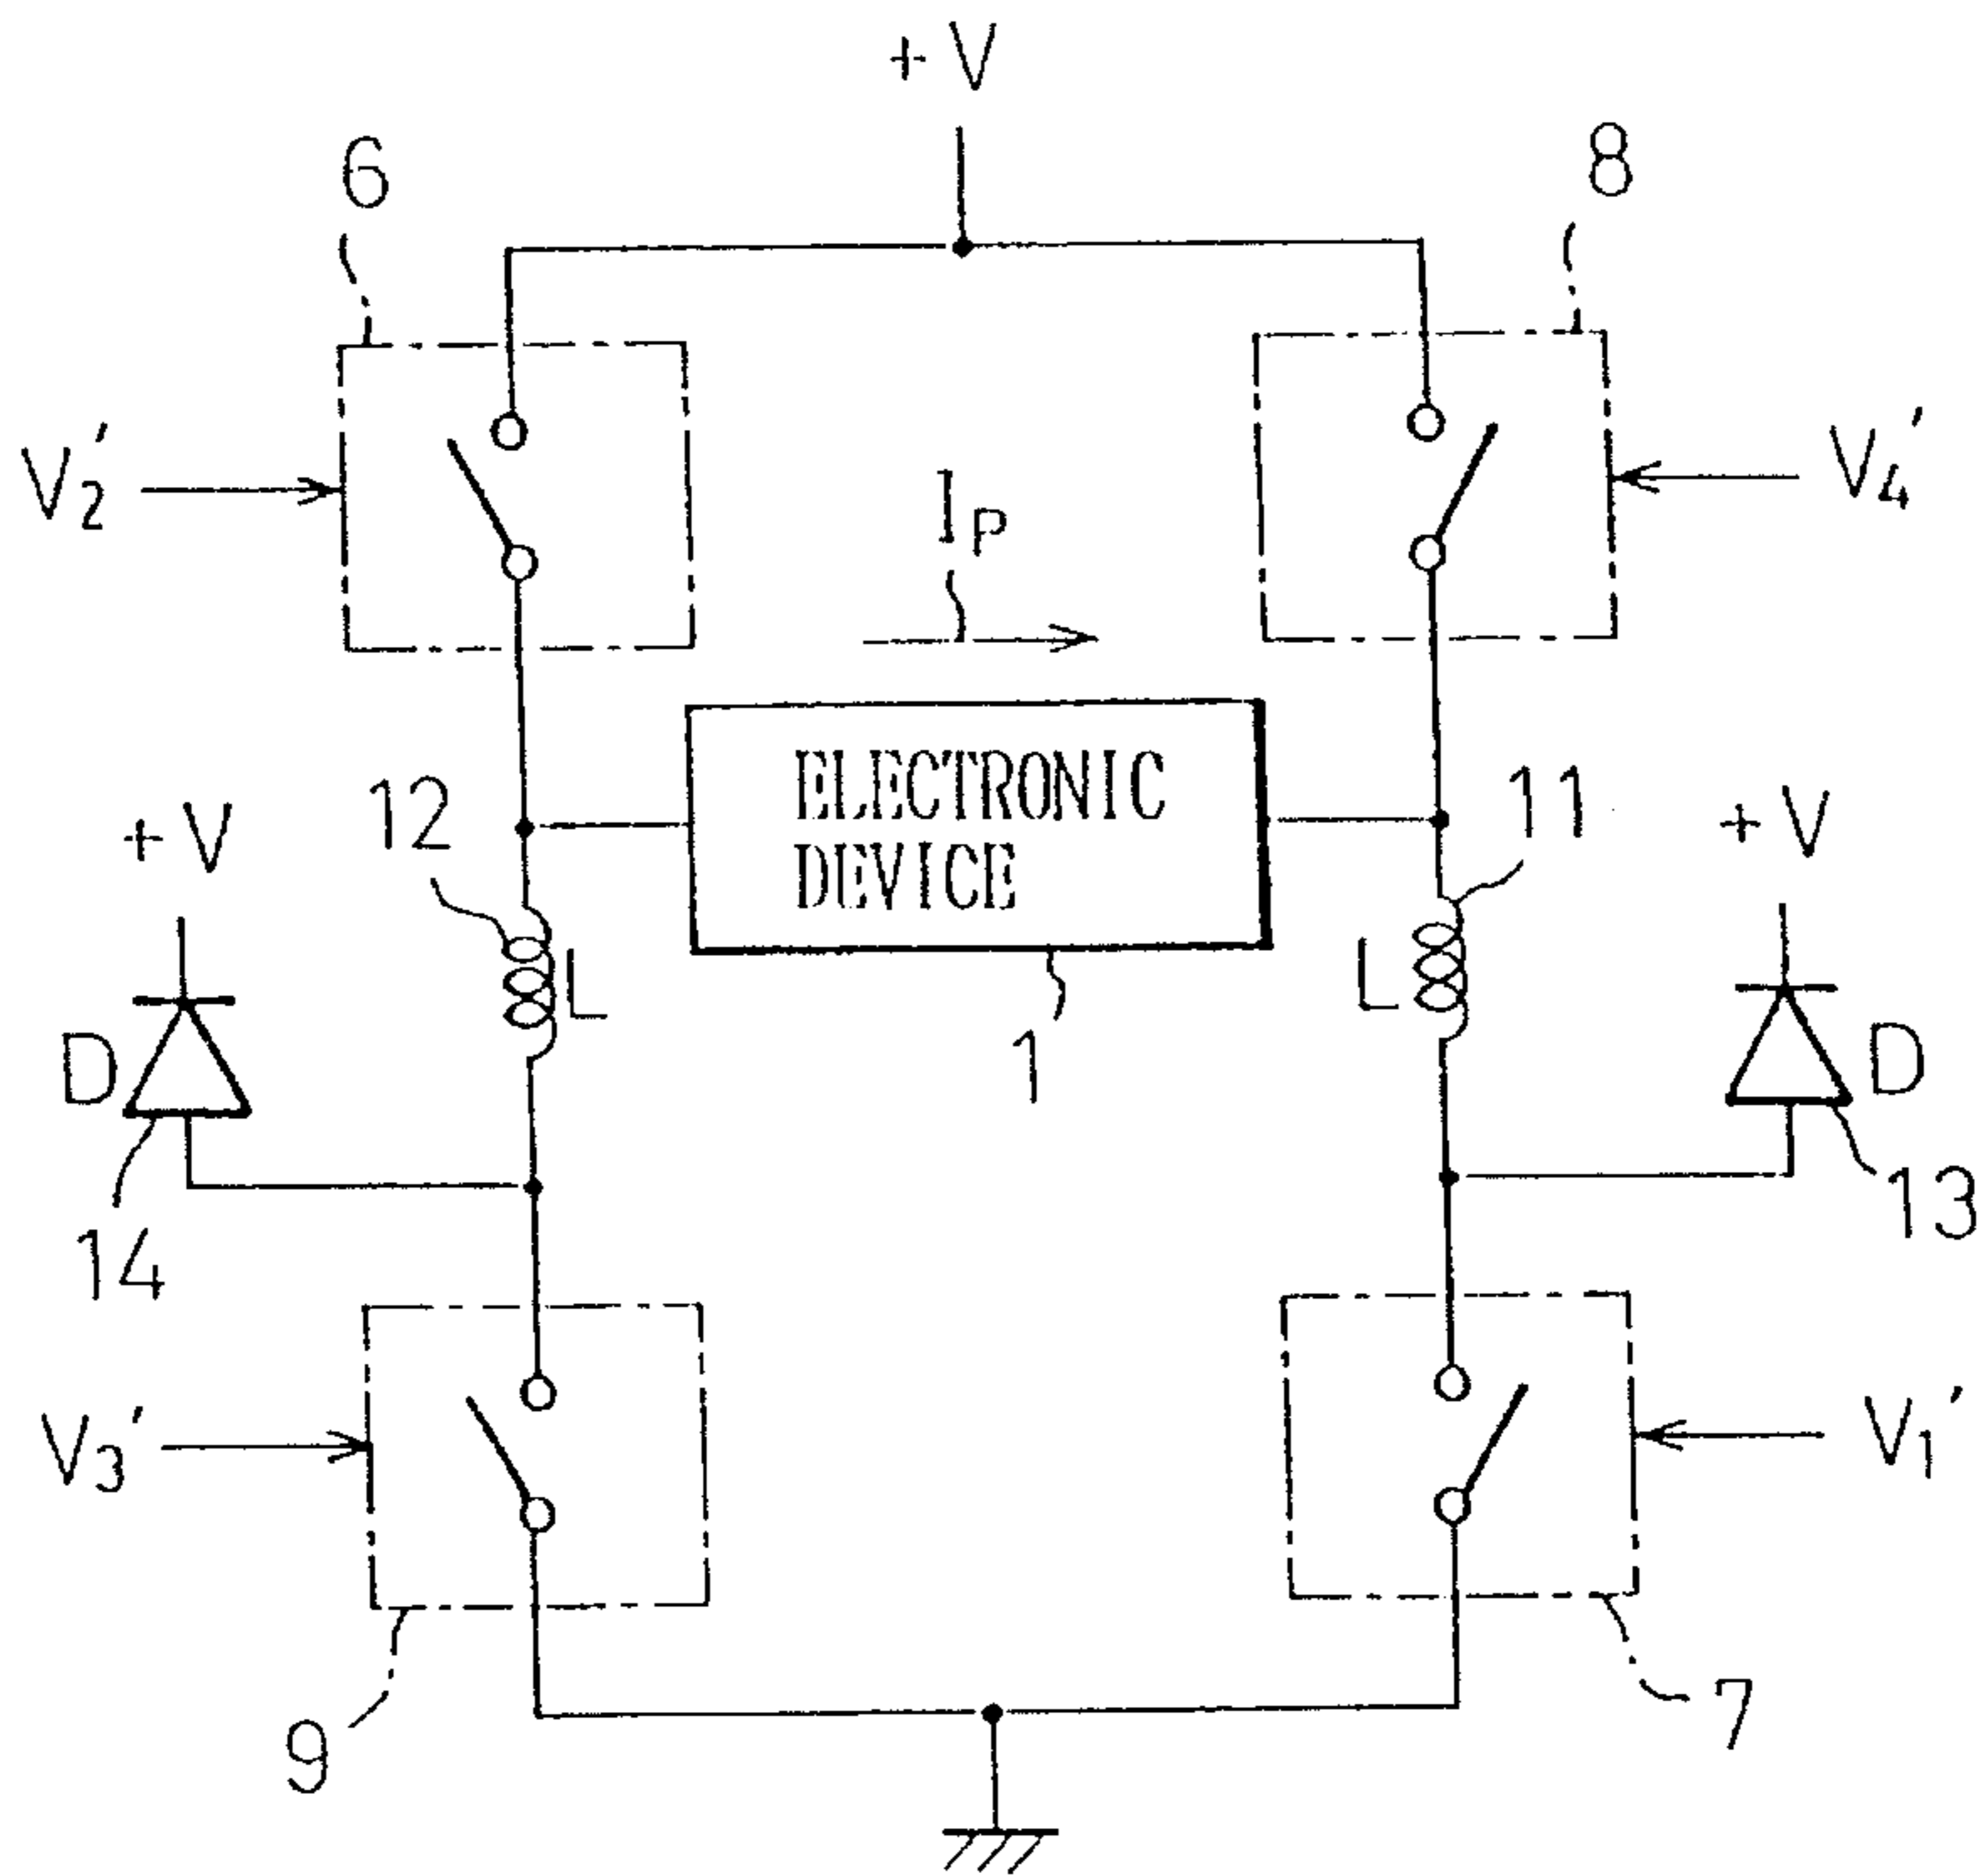 +V
6
8
V2'
V4'
IP
ELECTRONIC
DEVICE
12
11
+V
+V
L
L
D
D
1
14
13
V3'
V1'
9
7